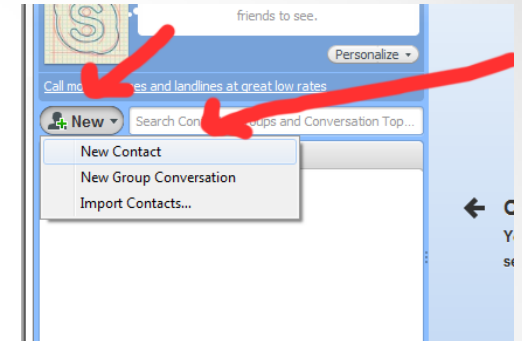 S
friends to see.
Personalize
Call mo es and landlines at great low rates
New
Search Con oups and Conversation Top...
New Contact
New Group Conversation
Import Contacts...